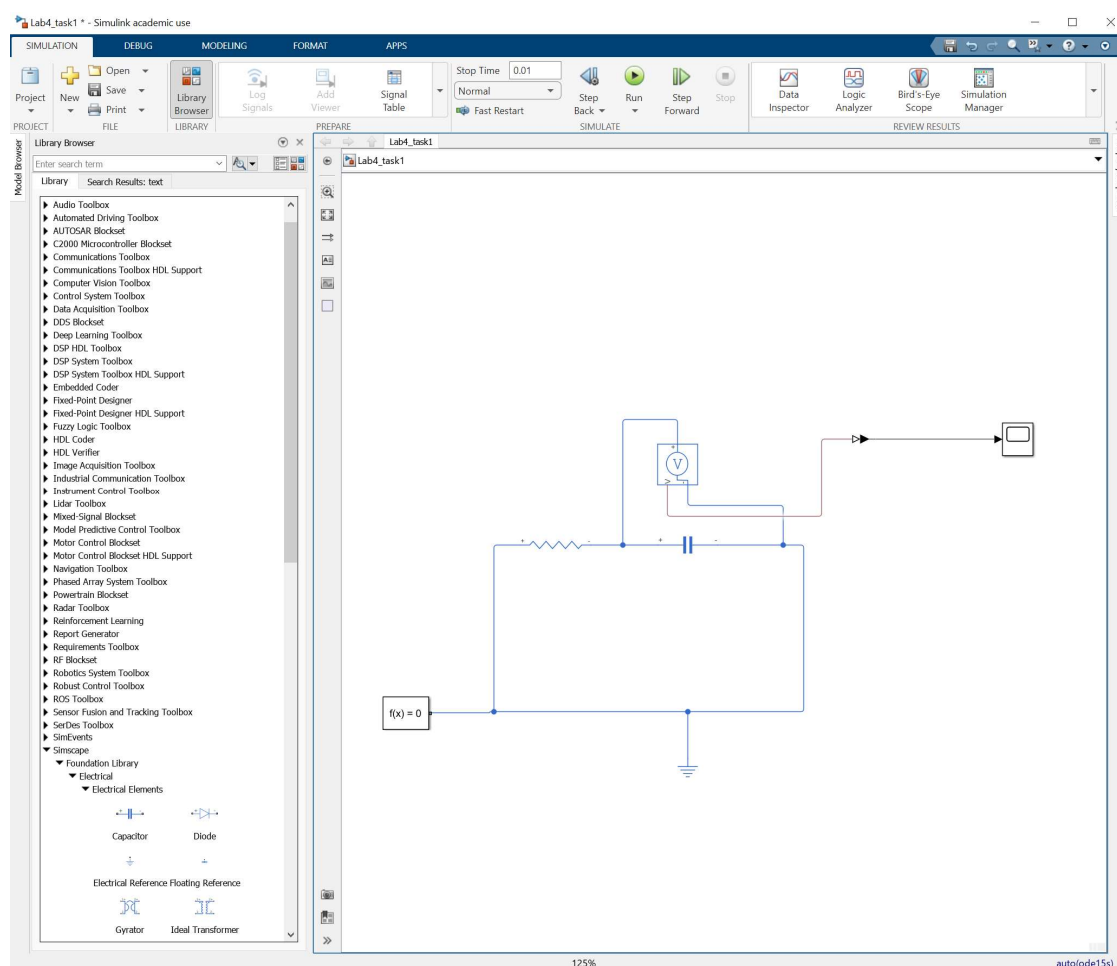 Lab4_task1 * - Simulink academic use
SIMULATION DEBUG MODELING FORMAT APPS
Project
New
Open
Save
Print
Library Browser
Log Signals
Add Viewer
Signal Table
Stop Time 0.01
Normal
Fast Restart
Step Back
Run
Step Forward
Stop
Data Inspector
Logic Analyzer
Bird's-Eye Scope
Simulation Manager
PROJECT FILE LIBRARY PREPARE SIMULATE REVIEW RESULTS
Model Browser
Library Browser
Enter search term
Library Search Results: text
Audio Toolbox
Automated Driving Toolbox
AUTOSAR Blockset
C2000 Microcontroller Blockset
Communications Toolbox
Communications Toolbox HDL Support
Computer Vision Toolbox
Control System Toolbox
Data Acquisition Toolbox
DDS Blockset
Deep Learning Toolbox
DSP HDL Toolbox
DSP System Toolbox
DSP System Toolbox HDL Support
Embedded Coder
Fixed-Point Designer
Fixed-Point Designer HDL Support
Fuzzy Logic Toolbox
HDL Coder
HDL Verifier
Image Acquisition Toolbox
Industrial Communication Toolbox
Instrument Control Toolbox
Lidar Toolbox
Mixed-Signal Blockset
Model Predictive Control Toolbox
Motor Control Blockset
Motor Control Blockset HDL Support
Navigation Toolbox
Phased Array System Toolbox
Powertrain Blockset
Radar Toolbox
Reinforcement Learning
Report Generator
Requirements Toolbox
RF Blockset
Robotics System Toolbox
Robust Control Toolbox
ROS Toolbox
Sensor Fusion and Tracking Toolbox
SerDes Toolbox
SimEvents
Simscape
Foundation Library
Electrical
Electrical Elements
Capacitor Diode
Electrical Reference Floating Reference
Gyrator Ideal Transformer
Lab4_task1
Lab4_task1
+
V
V
-
+ -
+ -
f(x) = 0
125%
auto(ode15s)